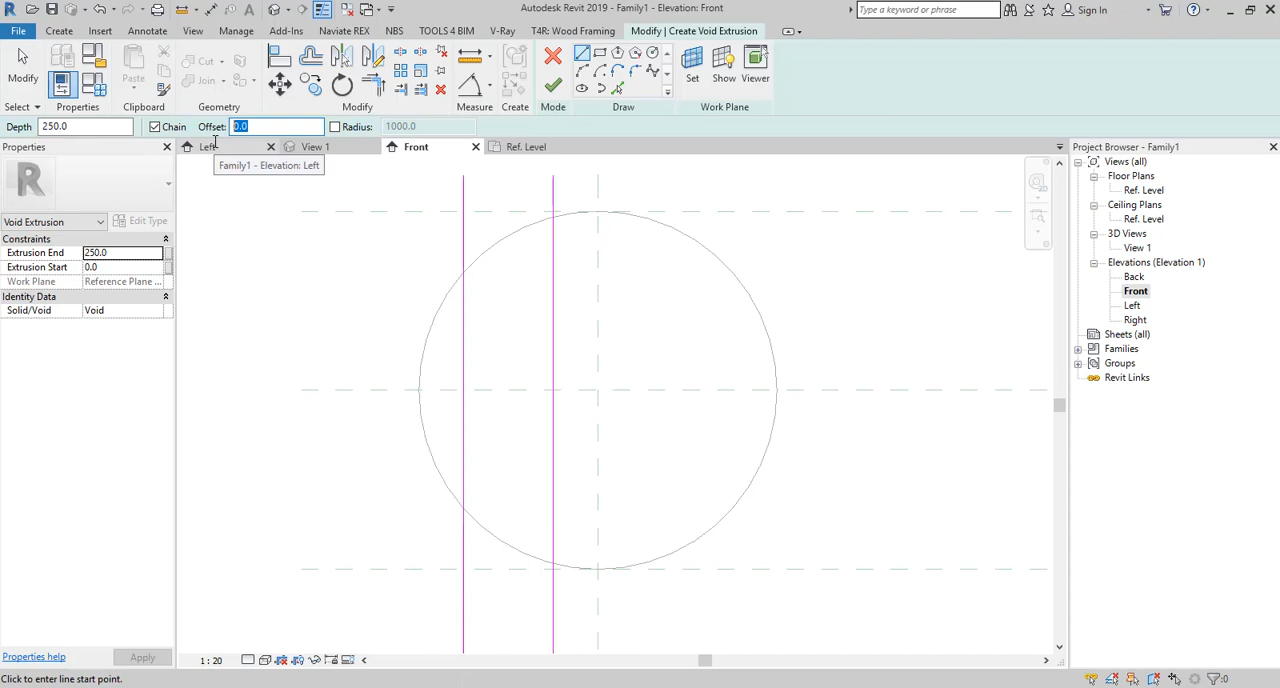 Autodesk Revit 2019 - Family1 - Elevation: Front
Type a keyword or phrase
Sign In
File Create Insert Annotate View Manage Add-Ins Naviate REX NBS TOOLS 4 BIM V-Ray T4R: Wood Framing Modify | Create Void Extrusion
Modify
Paste
Cut
Join
Set Show Viewer
Select Properties Clipboard Geometry Modify Measure Create Mode Draw Work Plane
Depth 250.0 Chain Offset: 0.0 Radius: 1000.0
Properties
Left View 1 Front Ref. Level
Project Browser - Family1
Family1 - Elevation: Left
Void Extrusion Edit Type
Constraints
Extrusion End 250.0
Extrusion Start 0.0
Work Plane Reference Plane ...
Identity Data
Solid/Void Void
Views (all)
Floor Plans
Ref. Level
Ceiling Plans
Ref. Level
3D Views
View 1
Elevations (Elevation 1)
Back
Front
Left
Right
Sheets (all)
Families
Groups
Revit Links
2D
Properties help Apply
1 : 20
Click to enter line start point.
:0